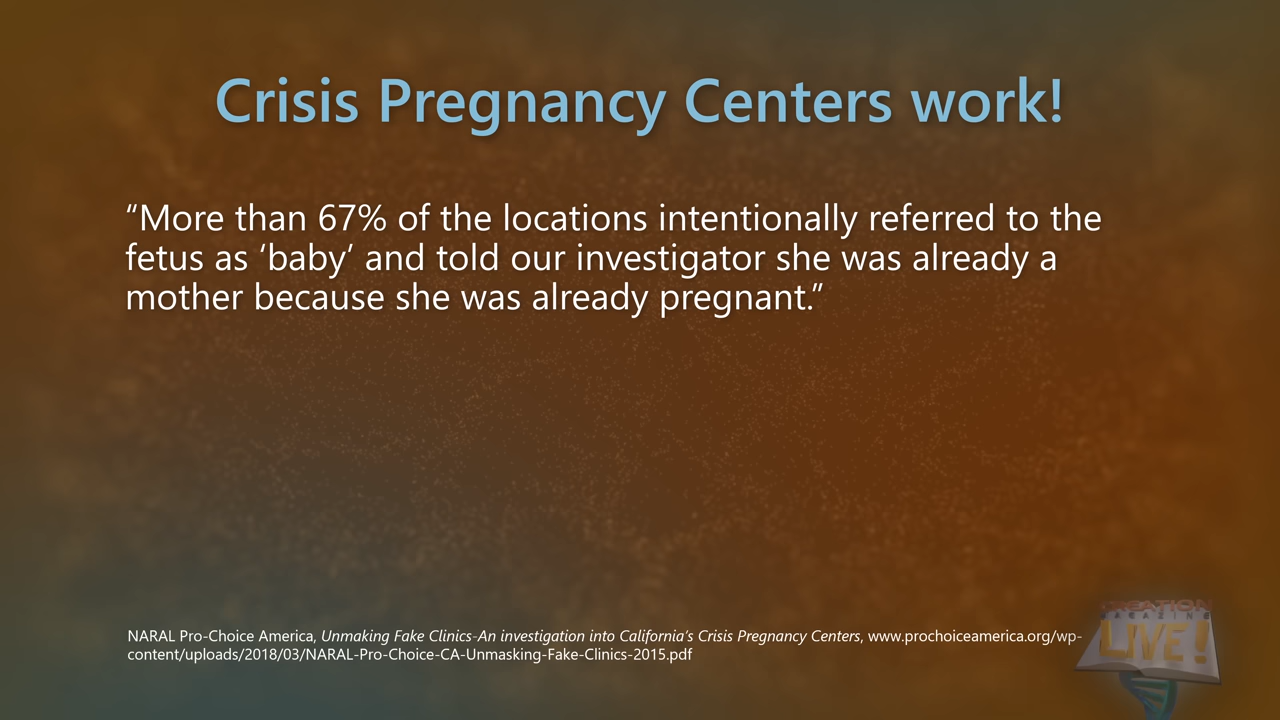 Crisis Pregnancy Centers work!
“More than 67% of the locations intentionally referred to the
fetus as ‘baby’ and told our investigator she was already a
mother because she was already pregnant.”
NARAL Pro-Choice America, Unmaking Fake Clinics-An investigation into California’s Crisis Pregnancy Centers, www.prochoiceamerica.org/wp-
content/uploads/2018/03/NARAL-Pro-Choice-CA-Unmasking-Fake-Clinics-2015.pdf
CREATION
MAGAZINE
LIVE!